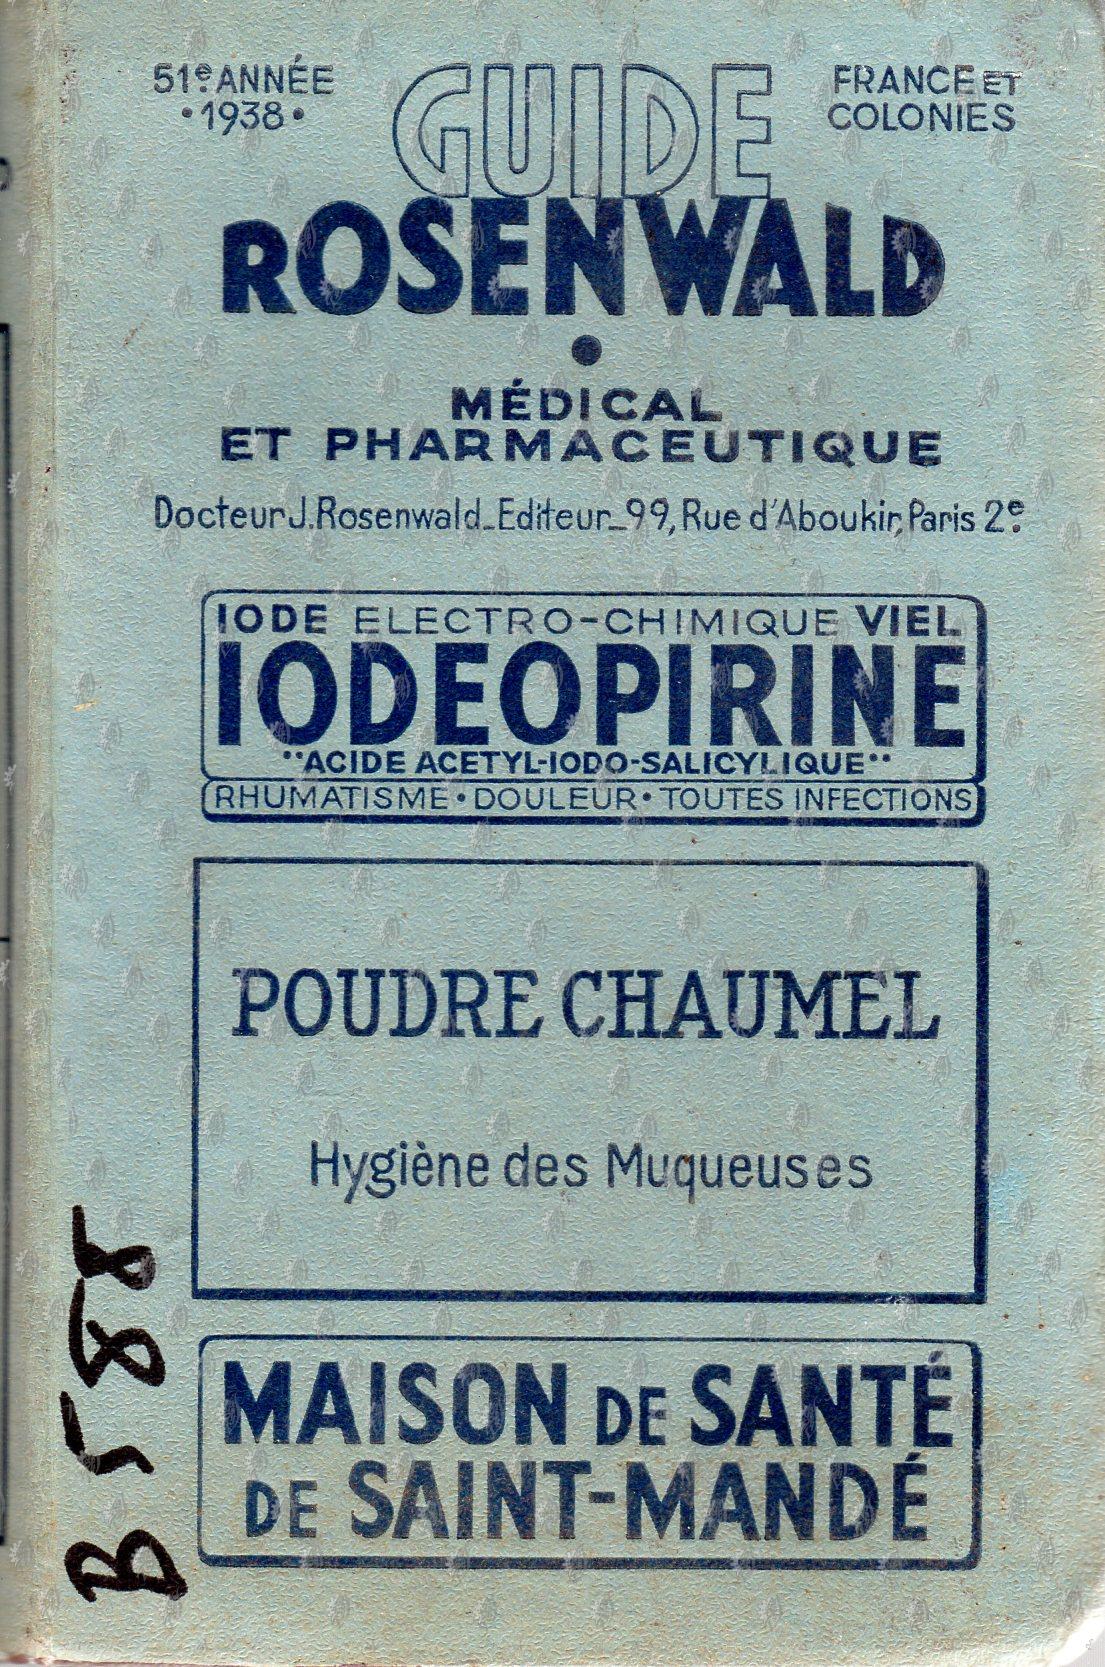 51e ANNÉE
• 1938 •
GUIDE
FRANCE ET
COLONIES
ROSENWALD
•
MÉDICAL
ET PHARMACEUTIQUE
Docteur J. Rosenwald_Editeur_99, Rue d'Aboukir, Paris 2e.
IODE ELECTRO-CHIMIQUE VIEL
IODEOPIRINE
"ACIDE ACETYL-IODO-SALICYLIQUE"
RHUMATISME • DOULEUR • TOUTES INFECTIONS
POUDRE CHAUMEL
Hygiène des Muqueuses
MAISON DE SANTÉ
DE SAINT-MANDÉ
B 588